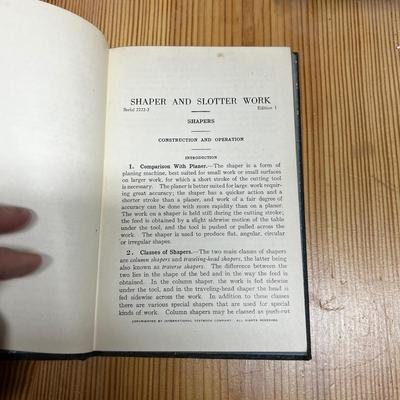 SHAPER AND SLOTTER WORK
Serial 2222-2 Edition 1
SHAPERS
CONSTRUCTION AND OPERATION
INTRODUCTION
1. Comparison With Planer.—The shaper is a form of
planing machine, best suited for small work or small surfaces
on larger work, for which a short stroke of the cutting tool
is necessary. The planer is better suited for large work requir-
ing great accuracy; the shaper has a quicker action and a
shorter stroke than a planer, and work of a fair degree of
accuracy can be done with more rapidity than on a planer.
The work on a shaper is held still during the cutting stroke;
the feed is obtained by a slight sidewise motion of the table
under the tool, and the tool is pushed or pulled across the
work. The shaper is used to produce flat, angular, circular
or irregular shapes.
2. Classes of Shapers.—The two main classes of shapers
are column shapers and traveling-head shapers, the latter being
also known as traverse shapers. The difference between the
two lies in the shape of the bed and in the way the feed is
obtained. In the column shaper, the work is fed sidewise
under the tool, and in the traveling-head shaper the head is
fed sidewise across the work. In addition to these classes
there are various special shapers that are used for special
kinds of work. Column shapers may be classed as push-cut
COPYRIGHTED BY INTERNATIONAL TEXTBOOK COMPANY. ALL RIGHTS RESERVED